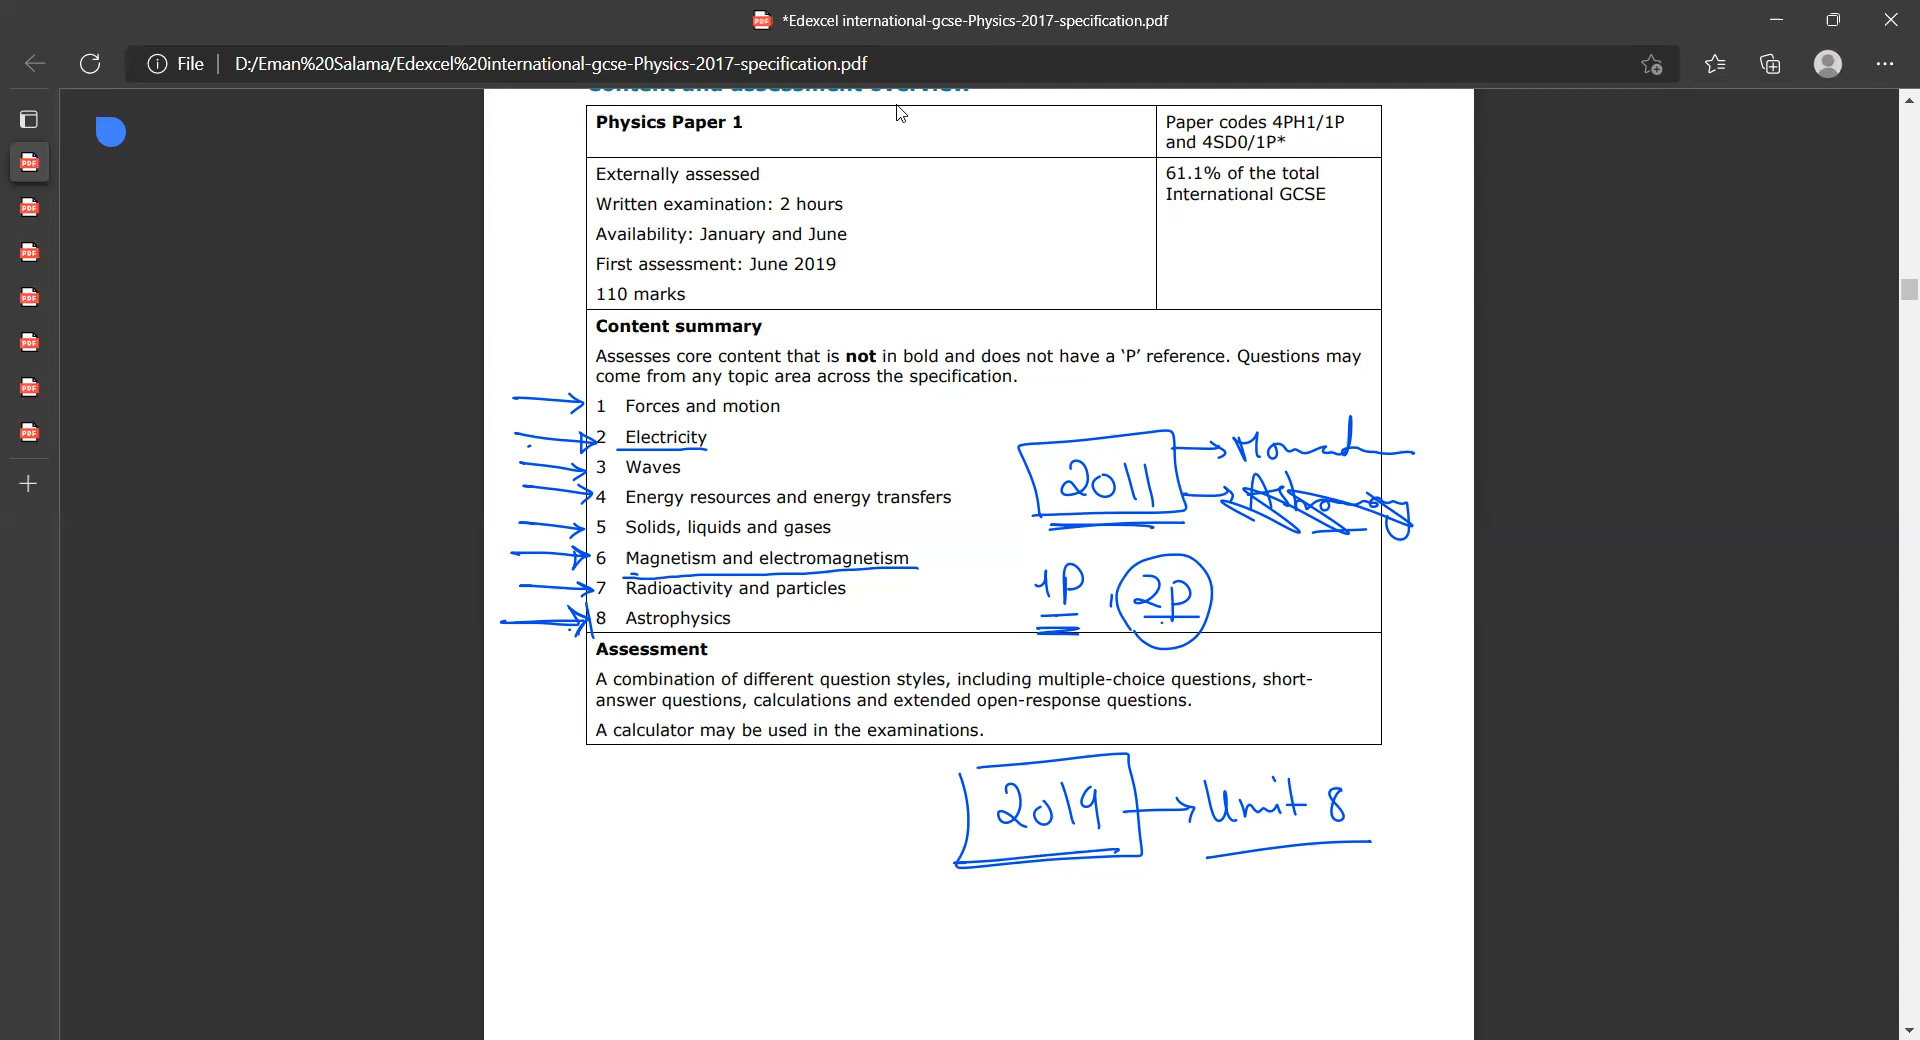 *Edexcel international-gcse-Physics-2017-specification.pdf
File | D:/Eman%20Salama/Edexcel%20international-gcse-Physics-2017-specification.pdf
Content and assessment overview
Physics Paper 1
Paper codes 4PH1/1P
and 4SD0/1P*
Externally assessed
Written examination: 2 hours
Availability: January and June
First assessment: June 2019
110 marks
61.1% of the total
International GCSE
Content summary
Assesses core content that is not in bold and does not have a ‘P’ reference. Questions may
come from any topic area across the specification.
1 Forces and motion
2 Electricity
3 Waves
4 Energy resources and energy transfers
5 Solids, liquids and gases
6 Magnetism and electromagnetism
7 Radioactivity and particles
8 Astrophysics
2011
1P, 2P
Assessment
A combination of different question styles, including multiple-choice questions, short-
answer questions, calculations and extended open-response questions.
A calculator may be used in the examinations.
2019 → Unit 8